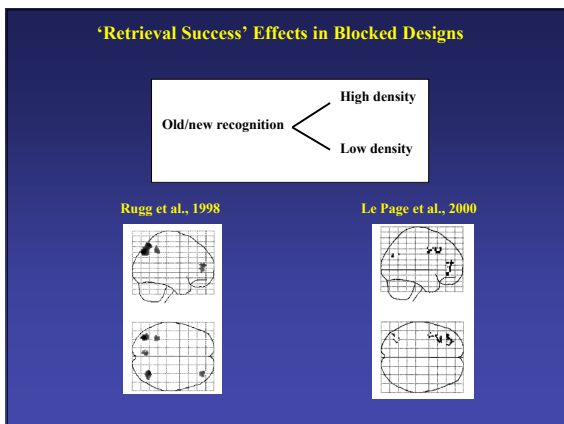 ‘Retrieval Success’ Effects in Blocked Designs
High density
Old/new recognition
Low density
Rugg et al., 1998
Le Page et al., 2000